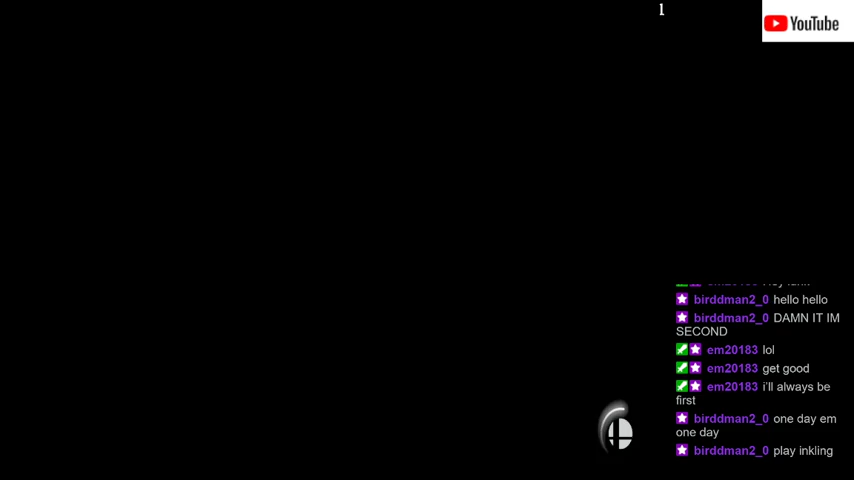 1
YouTube
birddman2_0 hello hello
birddman2_0 DAMN IT IM
SECOND
em20183 lol
em20183 get good
em20183 i'll always be
first
birddman2_0 one day em
one day
birddman2_0 play inkling